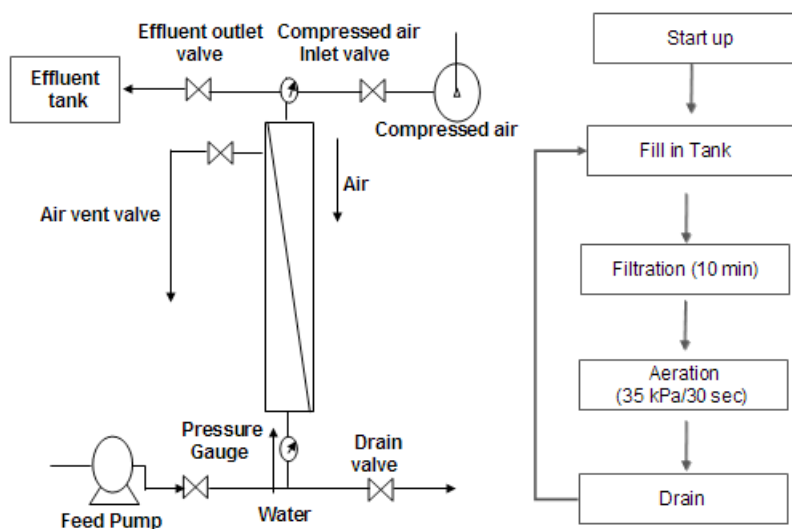 Effluent outlet
valve
Compressed air
Inlet valve
Effluent
tank
Compressed air
Air
Air vent valve
Pressure
Gauge
Drain
valve
Feed Pump
Water
Start up
Fill in Tank
Filtration (10 min)
Aeration
(35 kPa/30 sec)
Drain